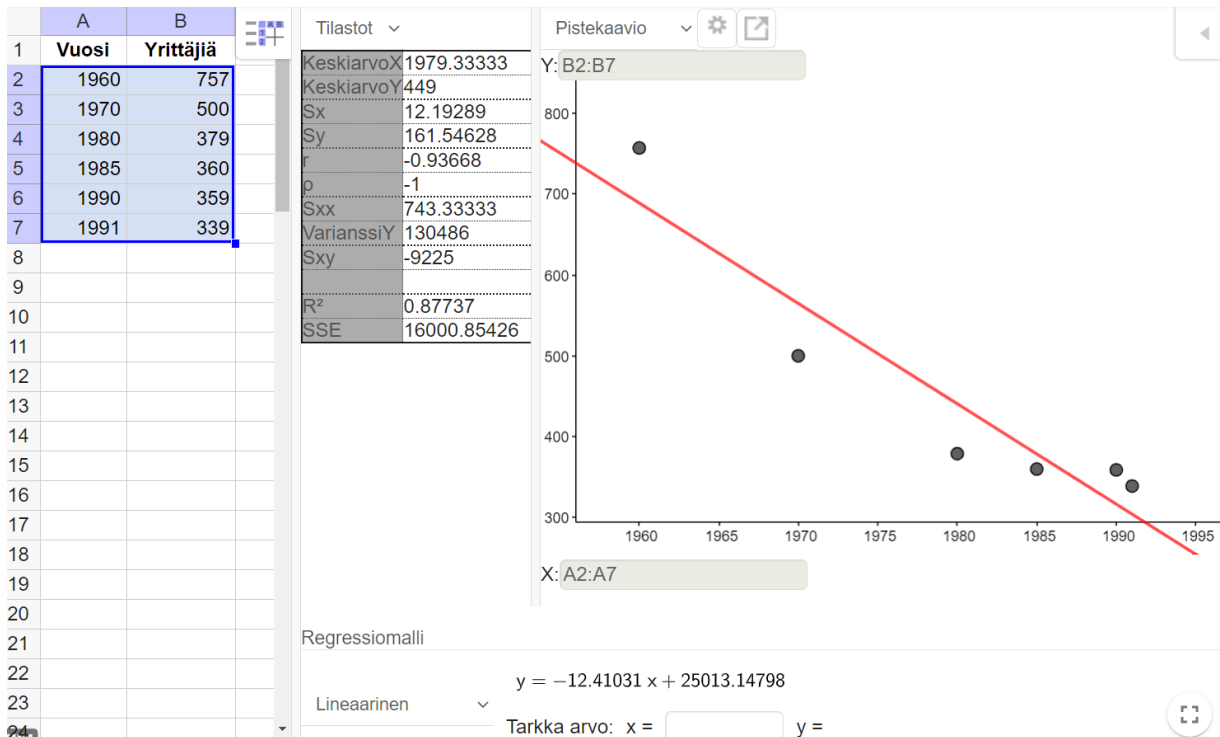 A B
1 Vuosi Yrittäjiä
2 1960 757
3 1970 500
4 1980 379
5 1985 360
6 1990 359
7 1991 339
8
9
10
11
12
13
14
15
16
17
18
19
20
21
22
23
24
Tilastot
KeskiarvoX 1979.33333
KeskiarvoY 449
Sx 12.19289
Sy 161.54628
r -0.93668
ρ -1
Sxx 743.33333
VarianssiY 130486
Sxy -9225
R² 0.87737
SSE 16000.85426
Pistekaavio
Y: B2:B7
800
700
600
500
400
300
1960 1965 1970 1975 1980 1985 1990 1995
X: A2:A7
Regressiomalli
y = −12.41031 x + 25013.14798
Lineaarinen
Tarkka arvo: x = y =